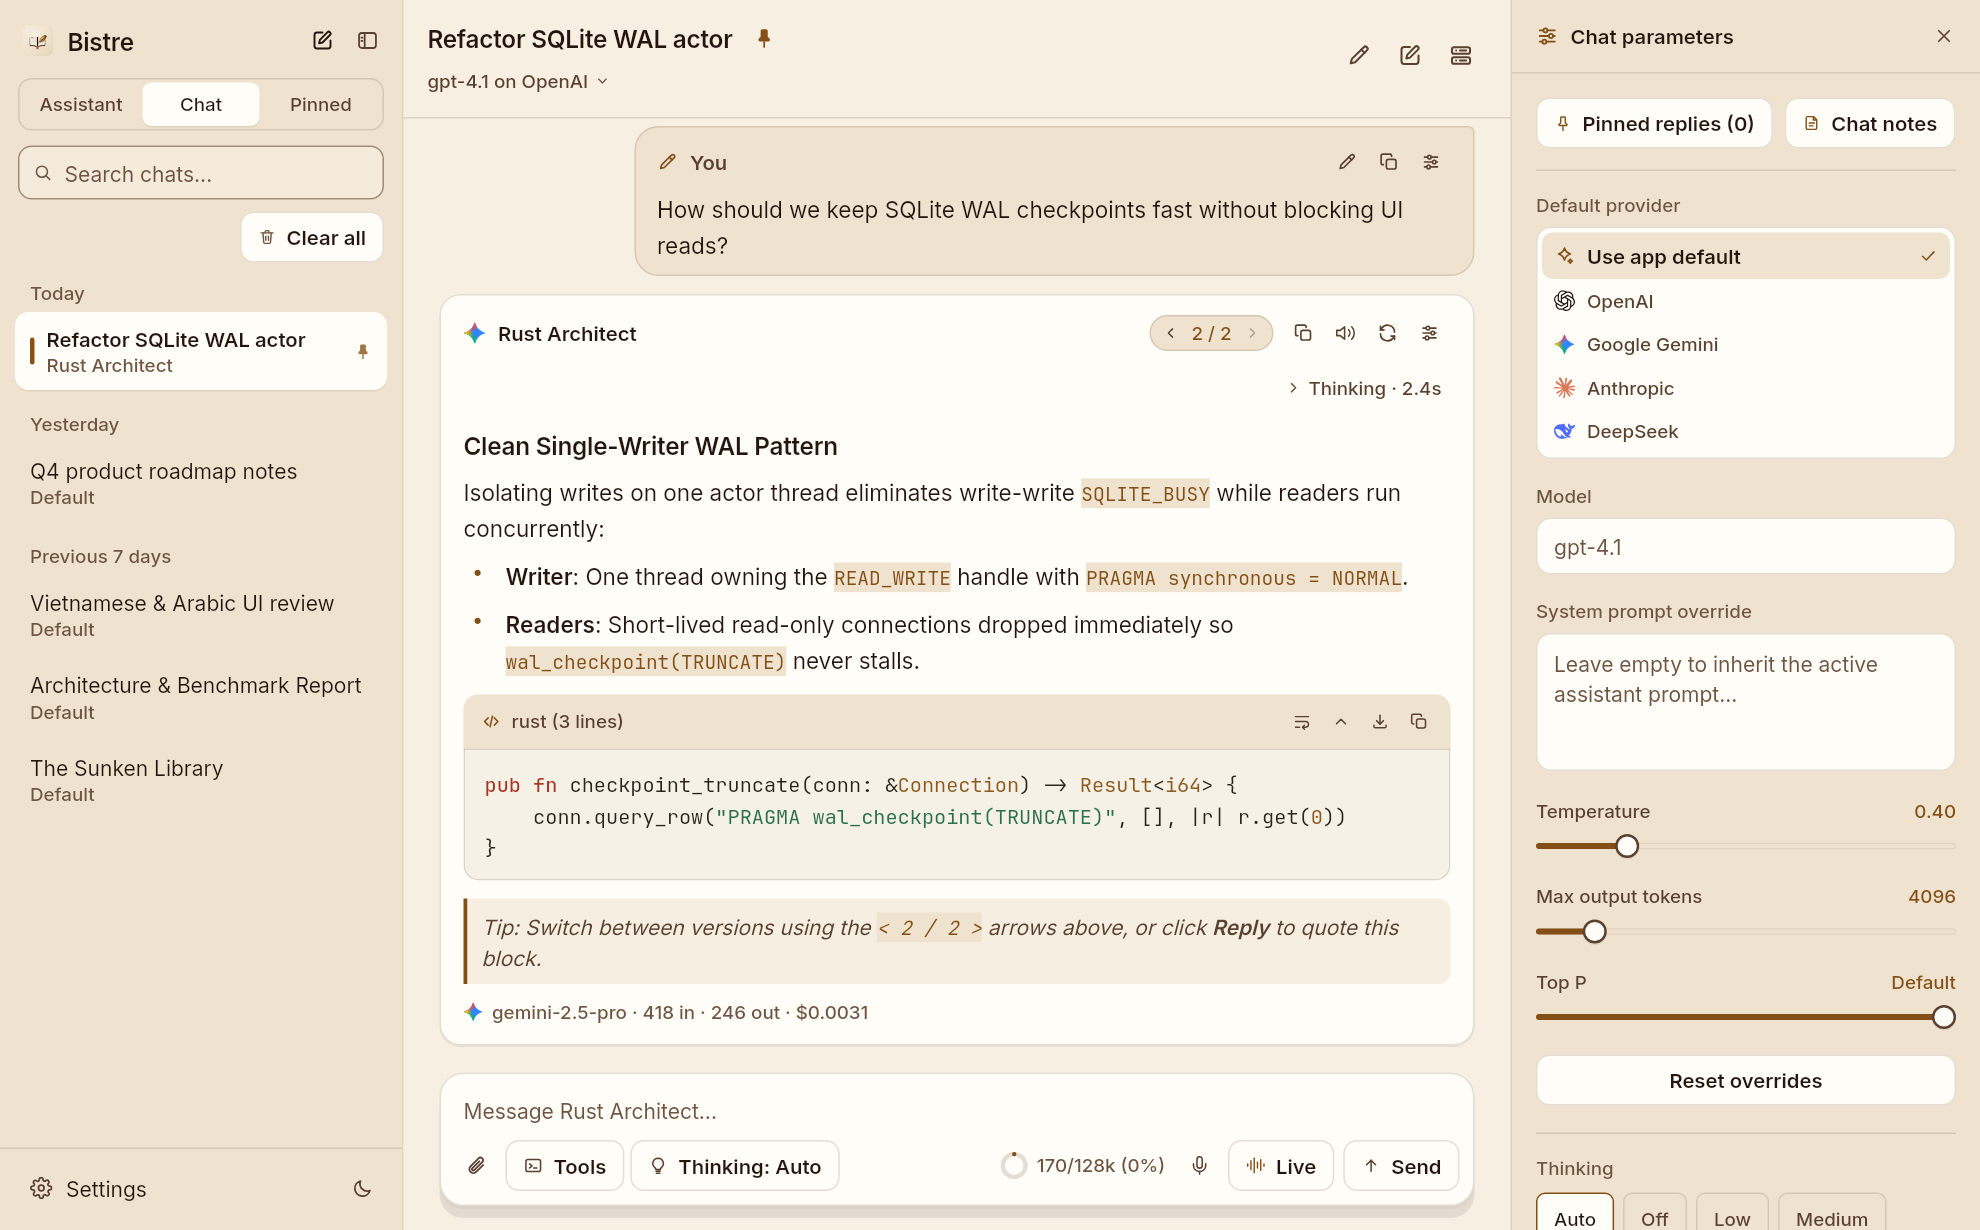 Bistre
Assistant
Chat
Pinned
Search chats...
Clear all
Today
Refactor SQLite WAL actor
Rust Architect
Yesterday
Q4 product roadmap notes
Default
Previous 7 days
Vietnamese & Arabic UI review
Default
Architecture & Benchmark Report
Default
The Sunken Library
Default
Settings
Refactor SQLite WAL actor
gpt-4.1 on OpenAI
You
How should we keep SQLite WAL checkpoints fast without blocking UI
reads?
Rust Architect
2 / 2
Thinking · 2.4s
Clean Single-Writer WAL Pattern
Isolating writes on one actor thread eliminates write-write SQLITE_BUSY while readers run
concurrently:
• Writer: One thread owning the READ_WRITE handle with PRAGMA synchronous = NORMAL.
• Readers: Short-lived read-only connections dropped immediately so
wal_checkpoint(TRUNCATE) never stalls.
rust (3 lines)
pub fn checkpoint_truncate(conn: &Connection) -> Result<i64> {
    conn.query_row("PRAGMA wal_checkpoint(TRUNCATE)", [], |r| r.get(0))
}
Tip: Switch between versions using the < 2 / 2 > arrows above, or click Reply to quote this
block.
gemini-2.5-pro · 418 in · 246 out · $0.0031
Message Rust Architect...
Tools
Thinking: Auto
170/128k (0%)
Live
Send
Chat parameters
Pinned replies (0)
Chat notes
Default provider
Use app default
OpenAI
Google Gemini
Anthropic
DeepSeek
Model
gpt-4.1
System prompt override
Leave empty to inherit the active
assistant prompt...
Temperature 0.40
Max output tokens 4096
Top P Default
Reset overrides
Thinking
Auto
Off
Low
Medium